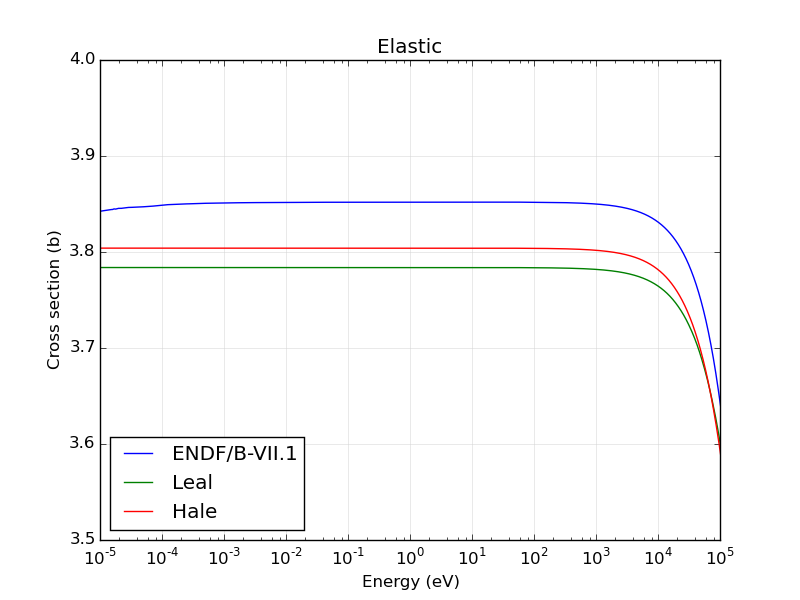 Elastic
4.0
3.9
3.8
3.7
3.6
3.5
Cross section (b)
ENDF/B-VII.1
Leal
Hale
10^-5 10^-4 10^-3 10^-2 10^-1 10^0 10^1 10^2 10^3 10^4 10^5
Energy (eV)